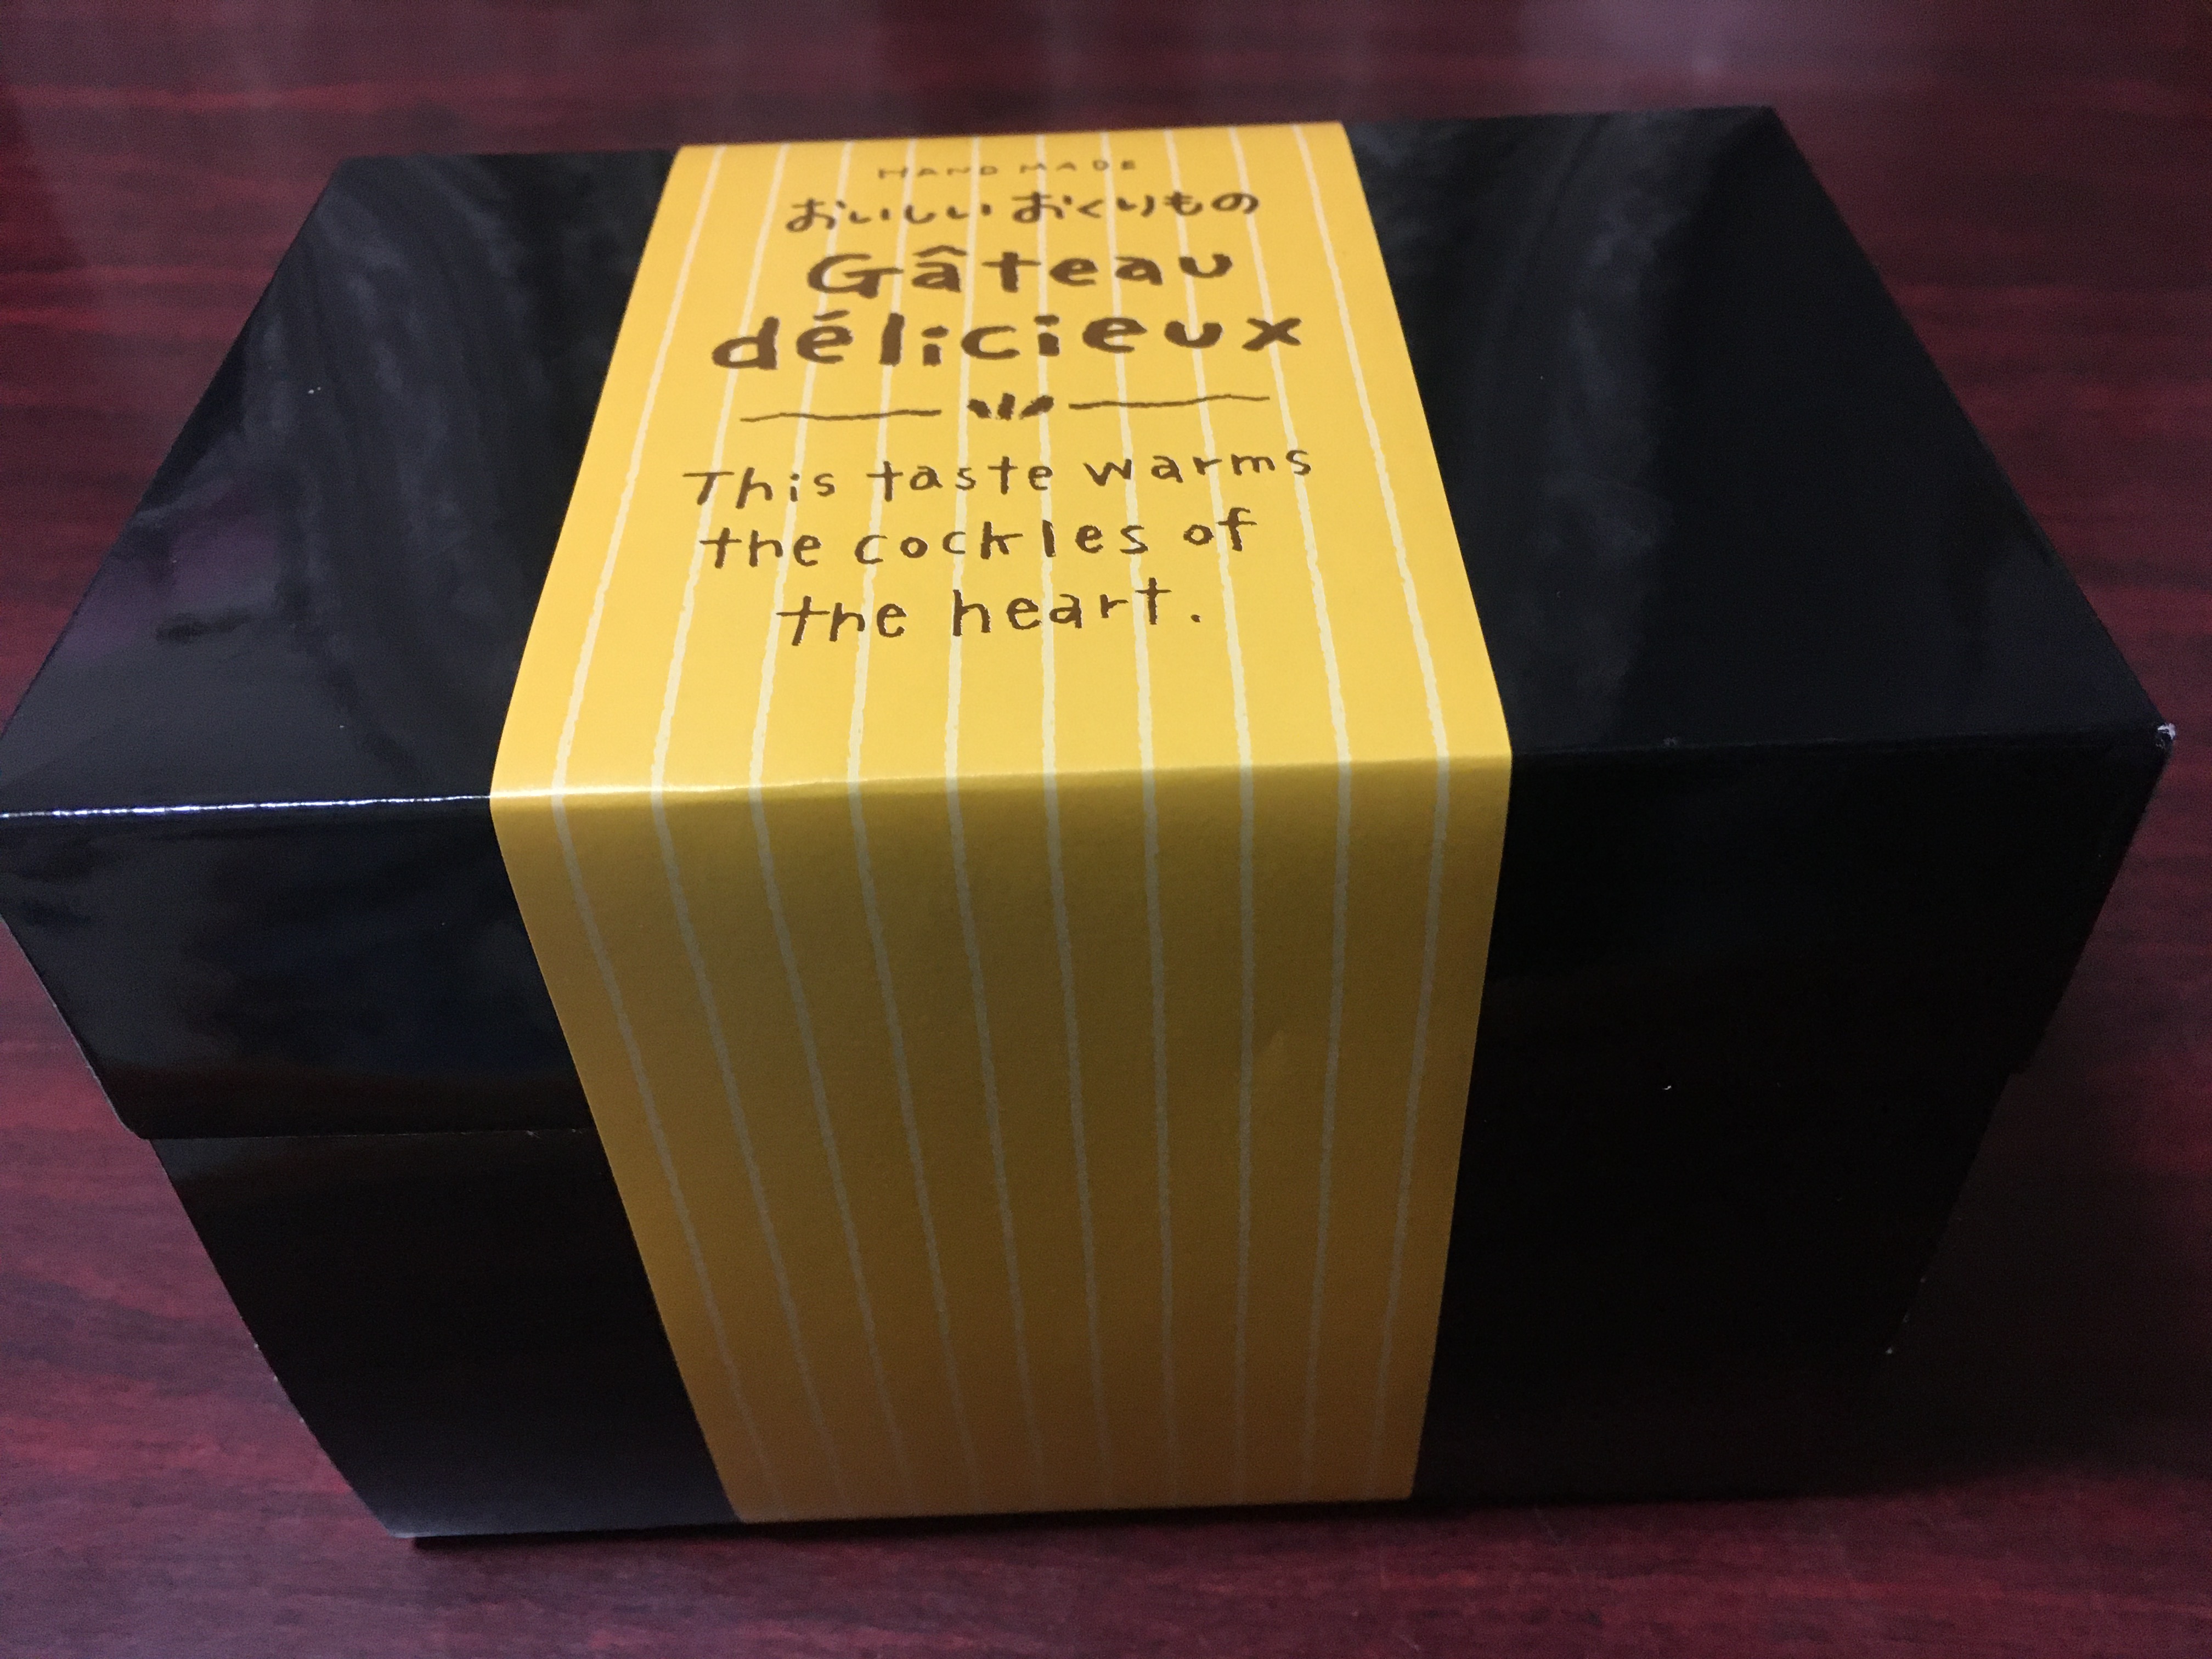 HAND MADE
おいしい おくりもの
Gâteau
délicieux
This taste warms
the cockles of
the heart.